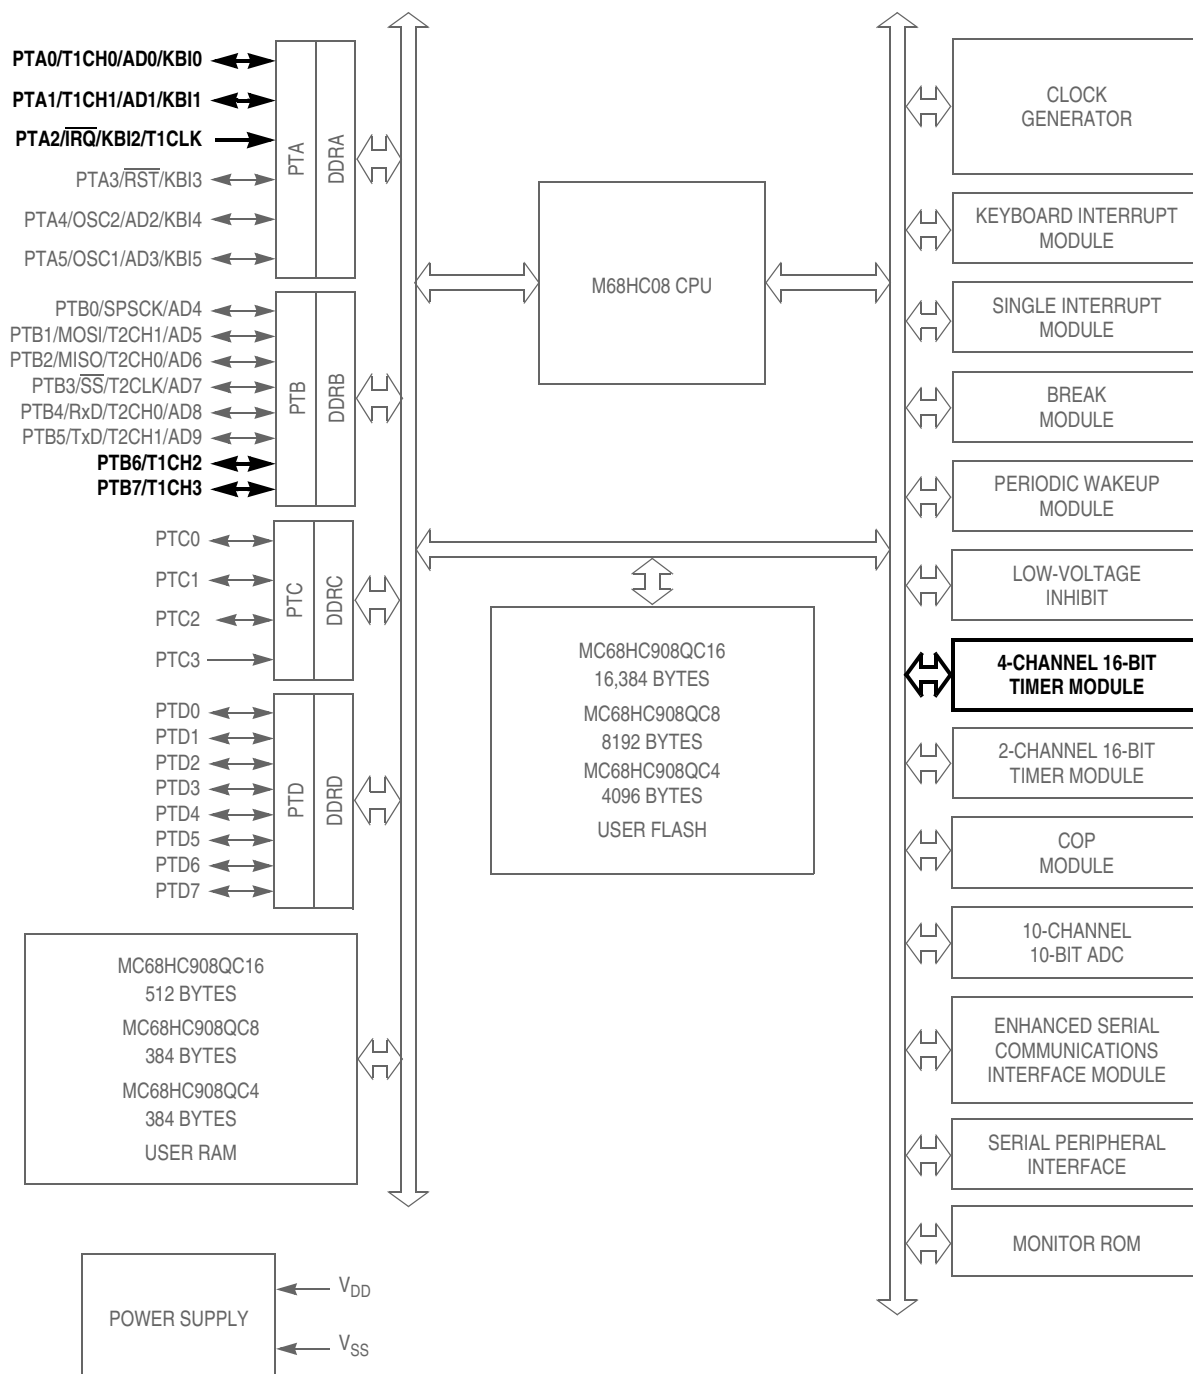 PTA0/T1CH0/AD0/KBI0
PTA1/T1CH1/AD1/KBI1
PTA2/IRQ/KBI2/T1CLK
PTA3/RST/KBI3
PTA4/OSC2/AD2/KBI4
PTA5/OSC1/AD3/KBI5
PTA
DDRA
PTB0/SPSCK/AD4
PTB1/MOSI/T2CH1/AD5
PTB2/MISO/T2CH0/AD6
PTB3/SS/T2CLK/AD7
PTB4/RxD/T2CH0/AD8
PTB5/TxD/T2CH1/AD9
PTB6/T1CH2
PTB7/T1CH3
PTB
DDRB
PTC0
PTC1
PTC2
PTC3
PTC
DDRC
PTD0
PTD1
PTD2
PTD3
PTD4
PTD5
PTD6
PTD7
PTD
DDRD
MC68HC908QC16
512 BYTES
MC68HC908QC8
384 BYTES
MC68HC908QC4
384 BYTES
USER RAM
POWER SUPPLY
VDD
VSS
M68HC08 CPU
MC68HC908QC16
16,384 BYTES
MC68HC908QC8
8192 BYTES
MC68HC908QC4
4096 BYTES
USER FLASH
CLOCK
GENERATOR
KEYBOARD INTERRUPT
MODULE
SINGLE INTERRUPT
MODULE
BREAK
MODULE
PERIODIC WAKEUP
MODULE
LOW-VOLTAGE
INHIBIT
4-CHANNEL 16-BIT
TIMER MODULE
2-CHANNEL 16-BIT
TIMER MODULE
COP
MODULE
10-CHANNEL
10-BIT ADC
ENHANCED SERIAL
COMMUNICATIONS
INTERFACE MODULE
SERIAL PERIPHERAL
INTERFACE
MONITOR ROM